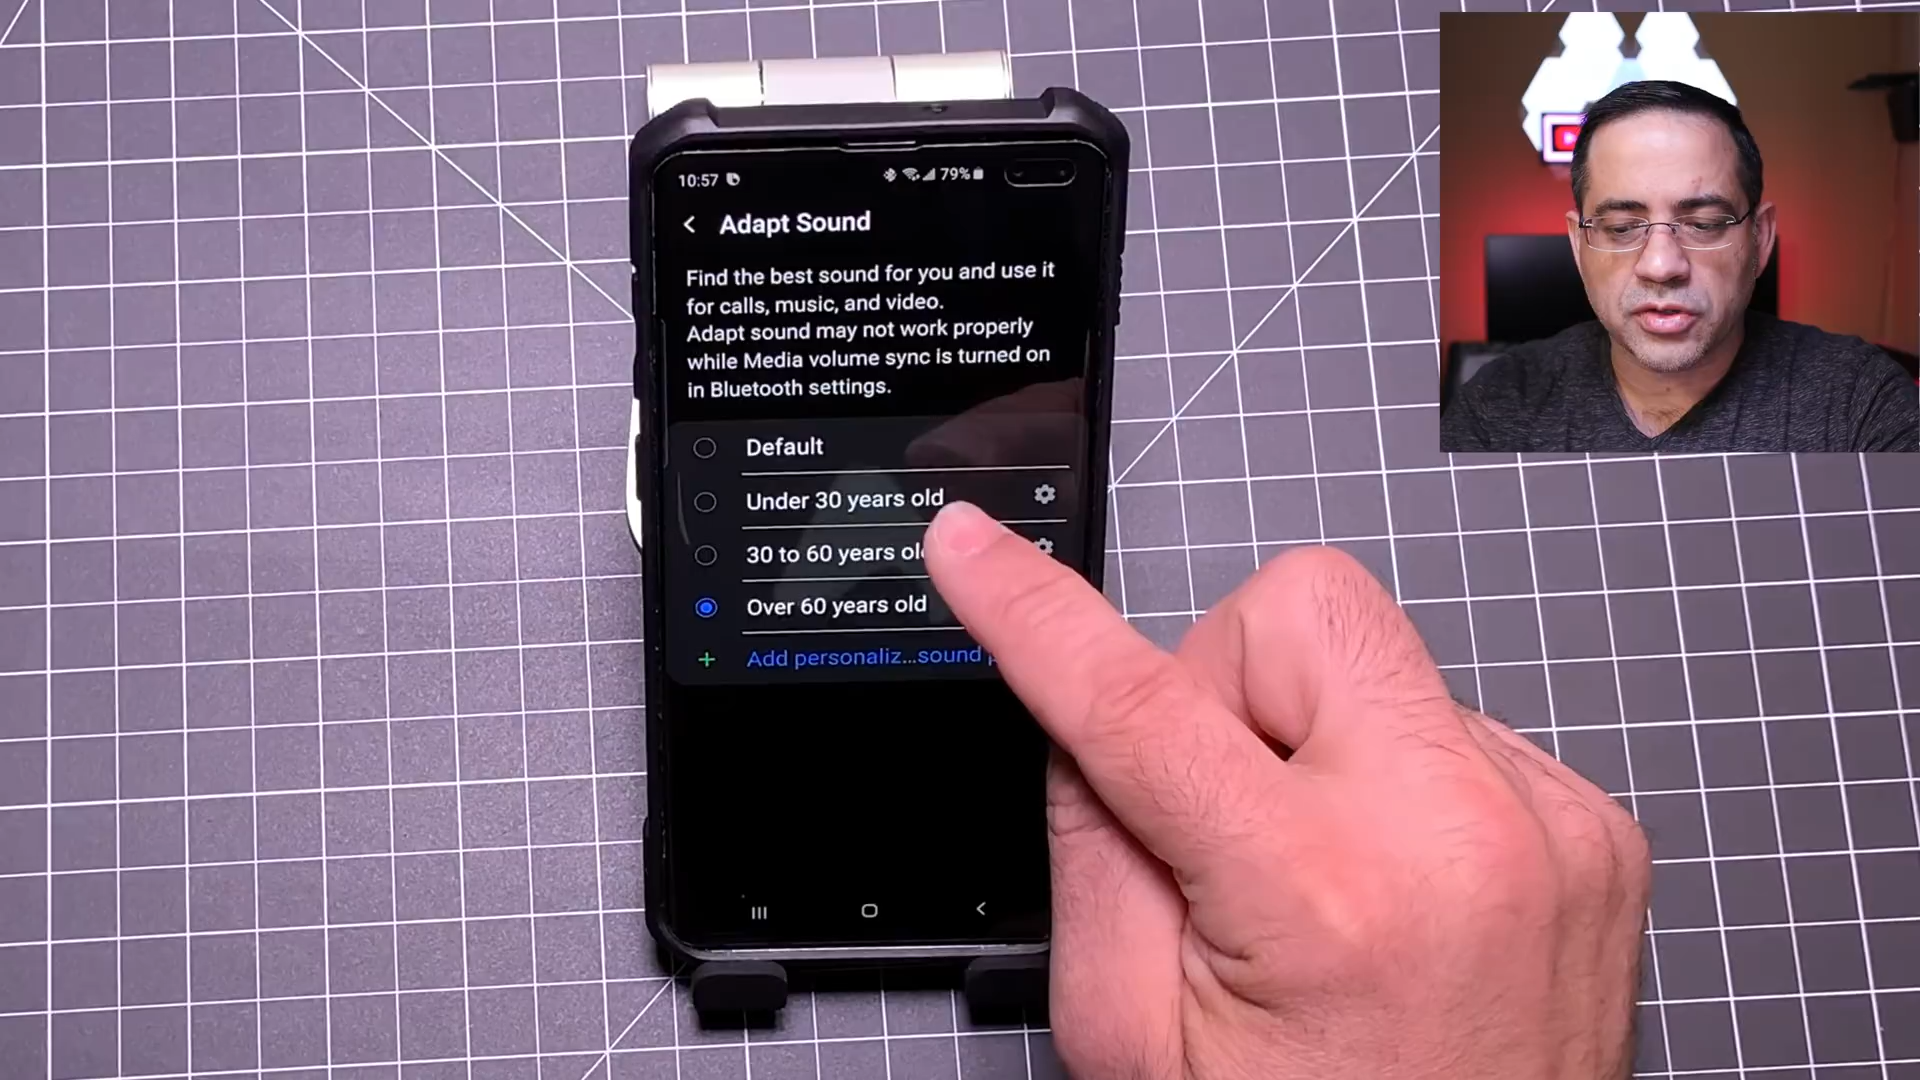 10:57
79%
Adapt Sound
Find the best sound for you and use it
for calls, music, and video.
Adapt sound may not work properly
while Media volume sync is turned on
in Bluetooth settings.
Default
Under 30 years old
30 to 60 years ol
Over 60 years old
+ Add personaliz...sound